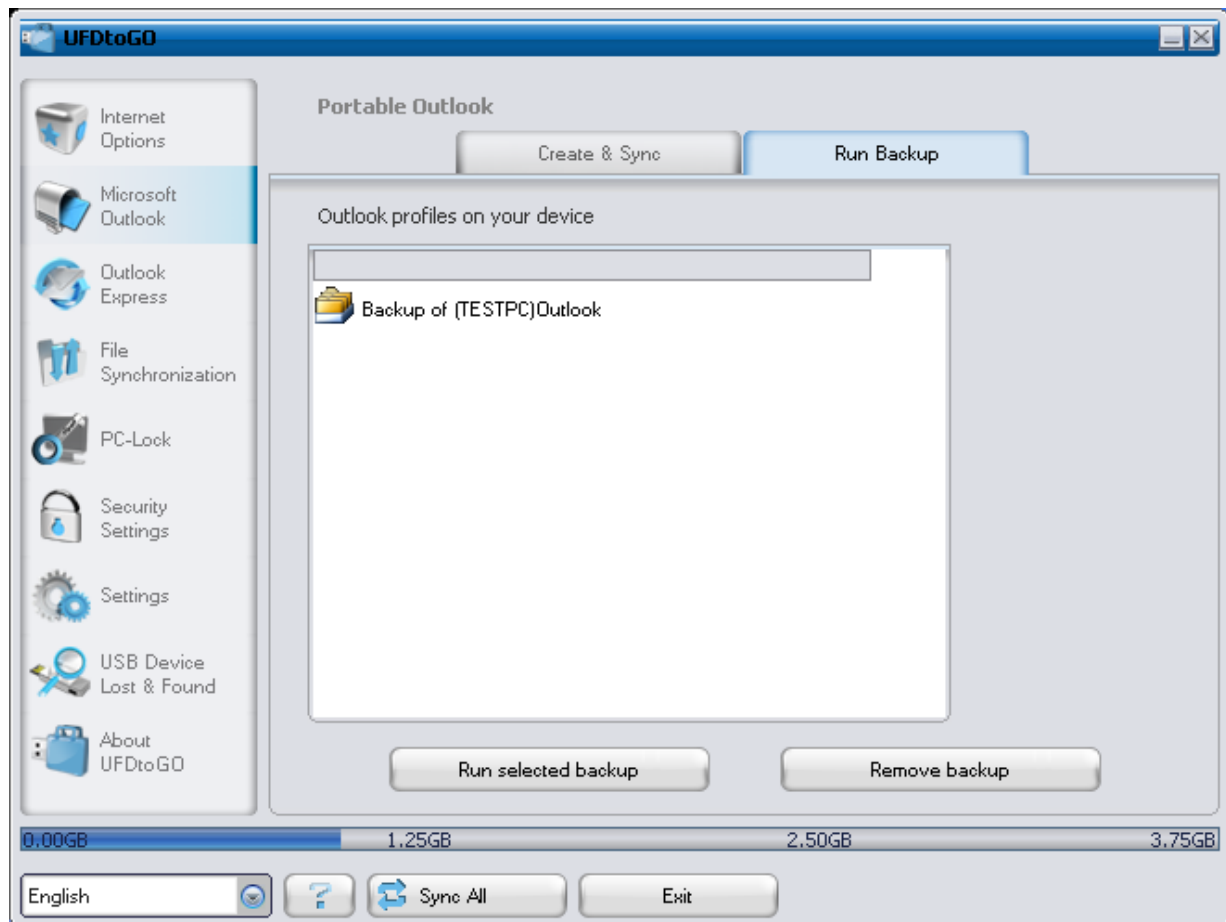 UFDtoGO
Internet
Options
Microsoft
Outlook
Outlook
Express
File
Synchronization
PC-Lock
Security
Settings
Settings
USB Device
Lost & Found
About
UFDtoGO
Portable Outlook
Create & Sync
Run Backup
Outlook profiles on your device
Backup of (TESTPC)Outlook
Run selected backup
Remove backup
0.00GB
1.25GB
2.50GB
3.75GB
English
?
Sync All
Exit